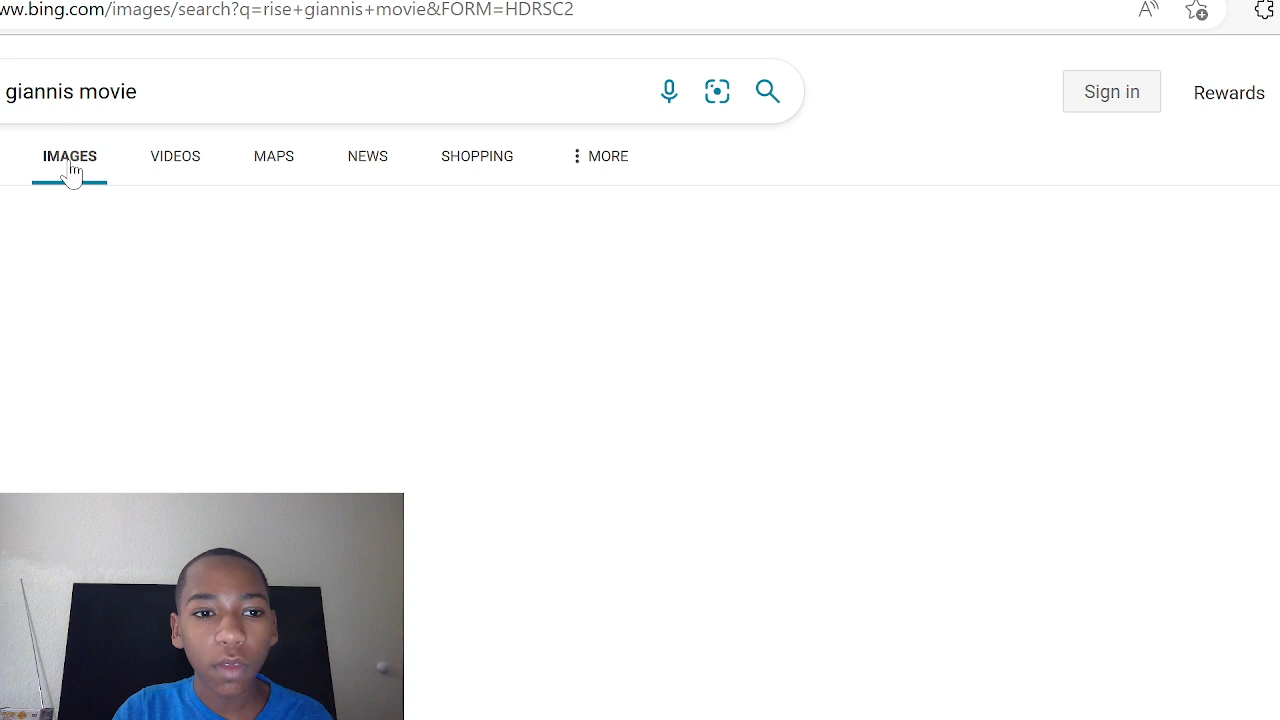 ww.bing.com/images/search?q=rise+giannis+movie&FORM=HDRSC2
giannis movie
Sign in
Rewards
IMAGES
VIDEOS
MAPS
NEWS
SHOPPING
MORE